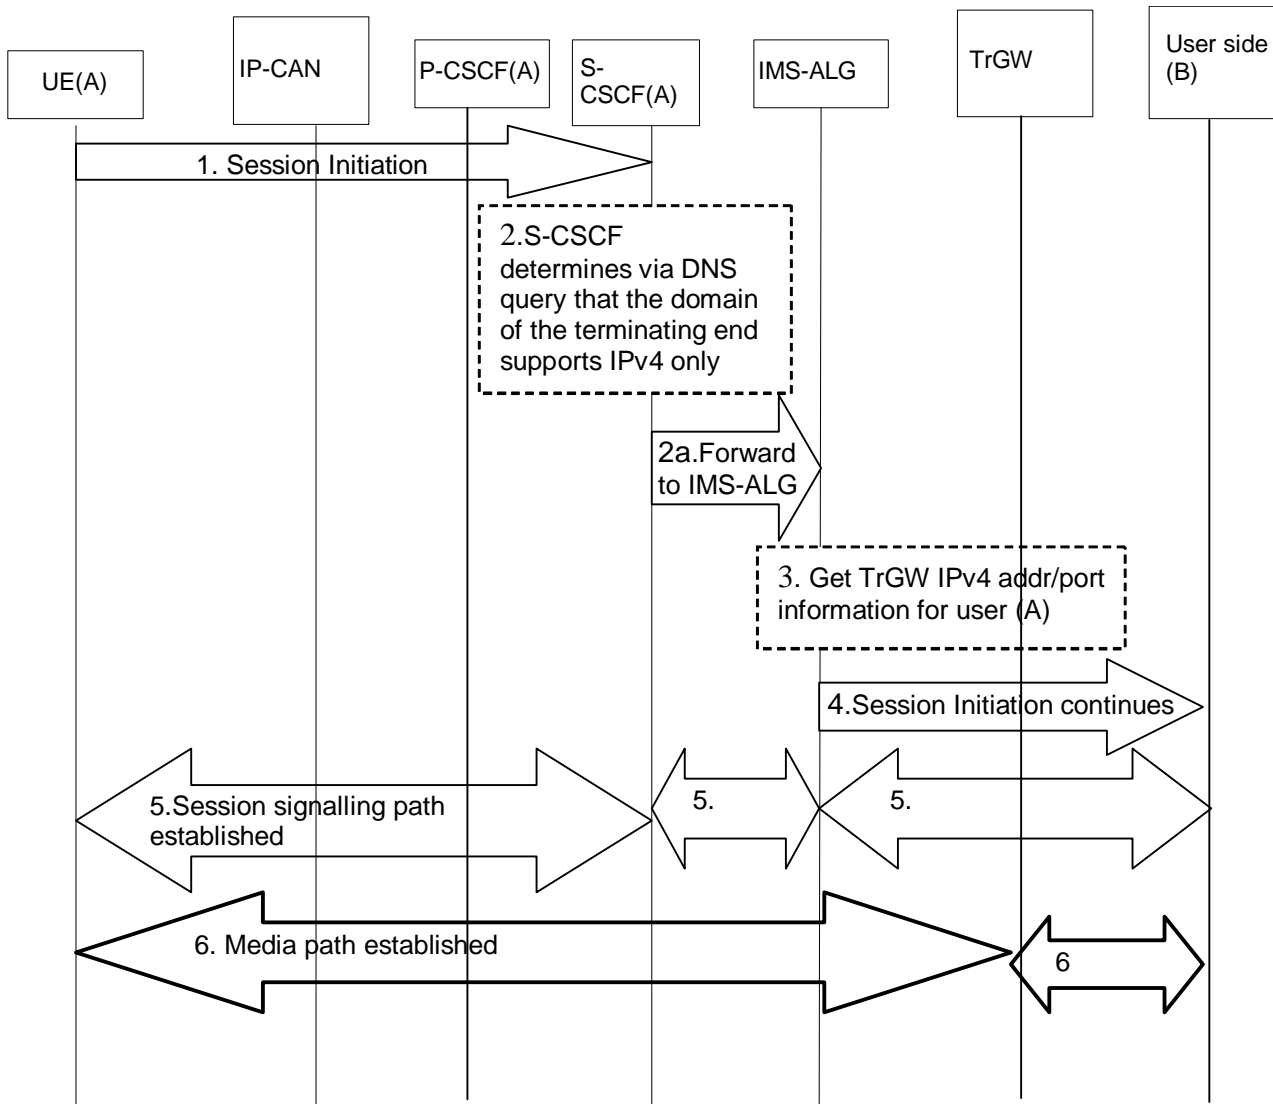 UE(A)
IP-CAN
P-CSCF(A)
S-
CSCF(A)
IMS-ALG
TrGW
User side
(B)
1. Session Initiation
2.S-CSCF
determines via DNS
query that the domain
of the terminating end
supports IPv4 only
2a.Forward
to IMS-ALG
3. Get TrGW IPv4 addr/port
information for user (A)
4.Session Initiation continues
5.Session signalling path
established
5.
5.
6. Media path established
6